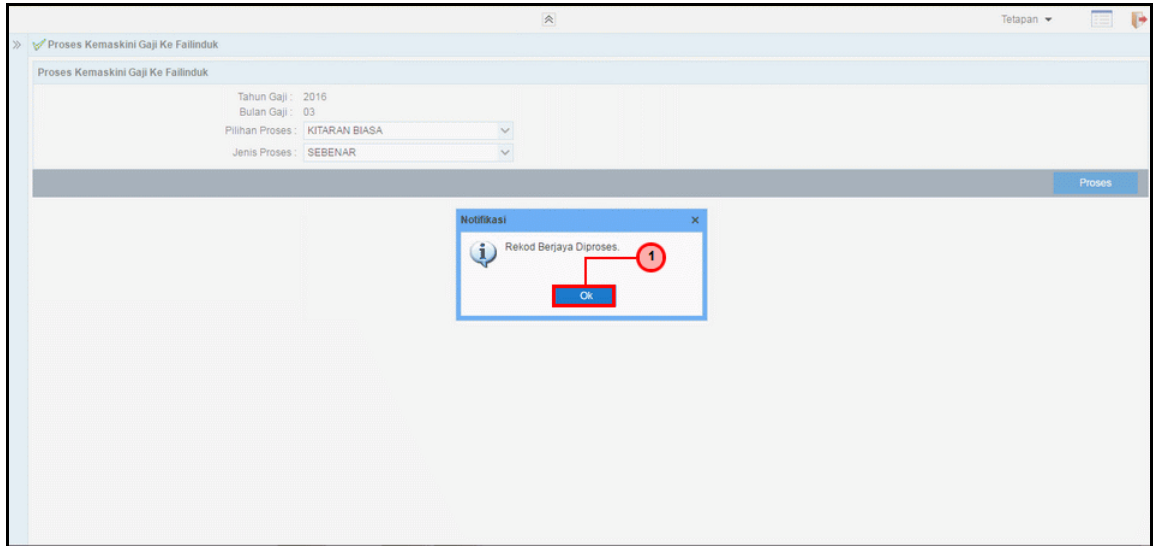 Tetapan
Proses Kemaskini Gaji Ke Failinduk
Proses Kemaskini Gaji Ke Failinduk
Tahun Gaji : 2016
Bulan Gaji : 03
Pilihan Proses : KITARAN BIASA
Jenis Proses : SEBENAR
Proses
Notifikasi
Rekod Berjaya Diproses.
1
Ok